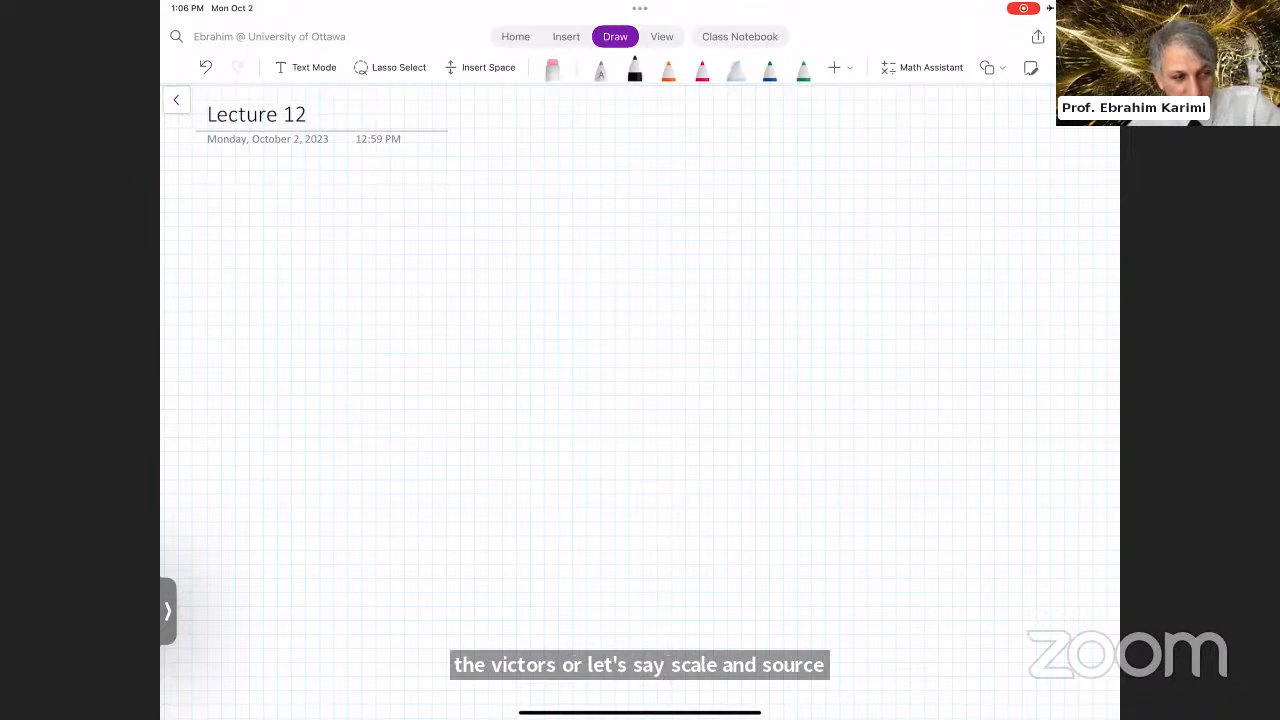 1:06 PM Mon Oct 2
Ebrahim @ University of Ottawa
Home Insert Draw View Class Notebook
Text Mode Lasso Select Insert Space A Math Assistant
Prof. Ebrahim Karimi
Lecture 12
Monday, October 2, 2023 12:59 PM
the victors or let's say scale and source
zoom